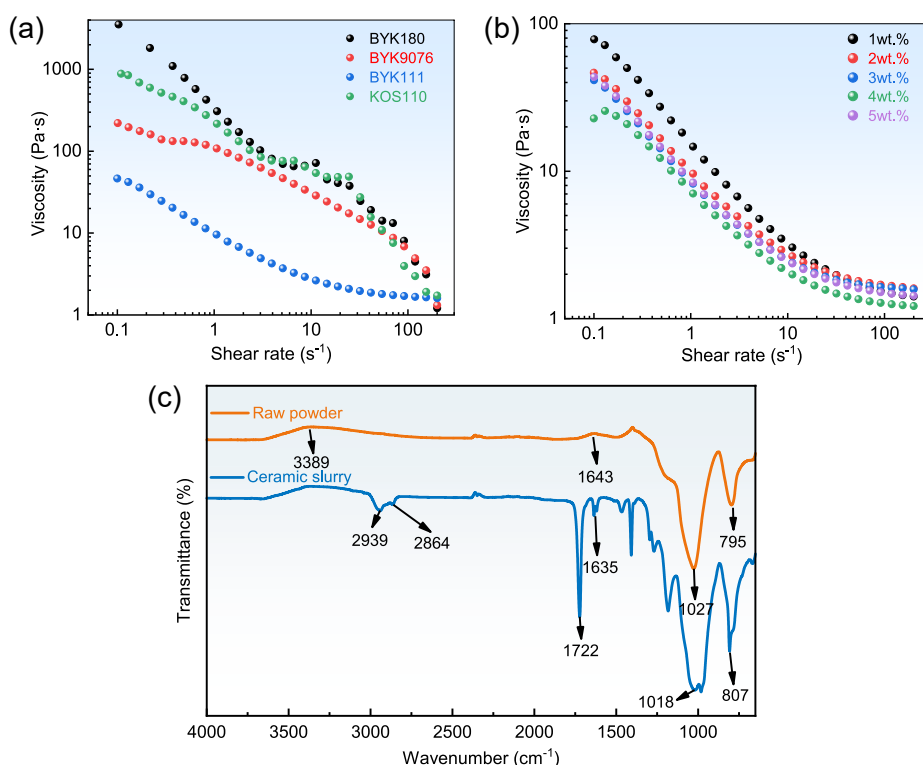 (a)
BYK180
BYK9076
BYK111
KOS110
1000
100
10
1
Viscosity (Pa·s)
0.1 1 10 100
Shear rate (s⁻¹)
(b)
1wt.%
2wt.%
3wt.%
4wt.%
5wt.%
100
10
1
Viscosity (Pa·s)
0.1 1 10 100
Shear rate (s⁻¹)
(c)
Raw powder
3389
1643
795
1027
Ceramic slurry
2939
2864
1635
1722
1018
807
Transmittance (%)
4000 3500 3000 2500 2000 1500 1000
Wavenumber (cm⁻¹)